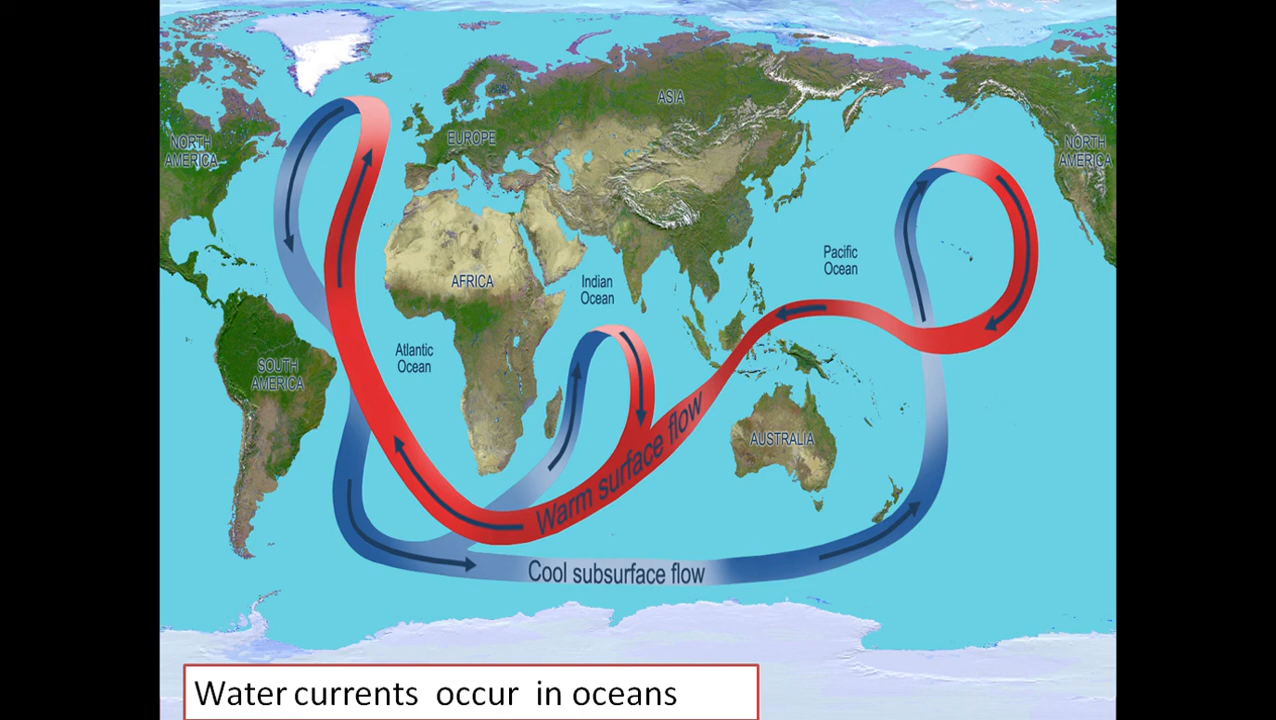 NORTH
AMERICA
EUROPE
ASIA
NORTH
AMERICA
AFRICA
Indian
Ocean
Pacific
Ocean
Atlantic
Ocean
SOUTH
AMERICA
AUSTRALIA
Warm surface flow
Cool subsurface flow
Water currents occur in oceans